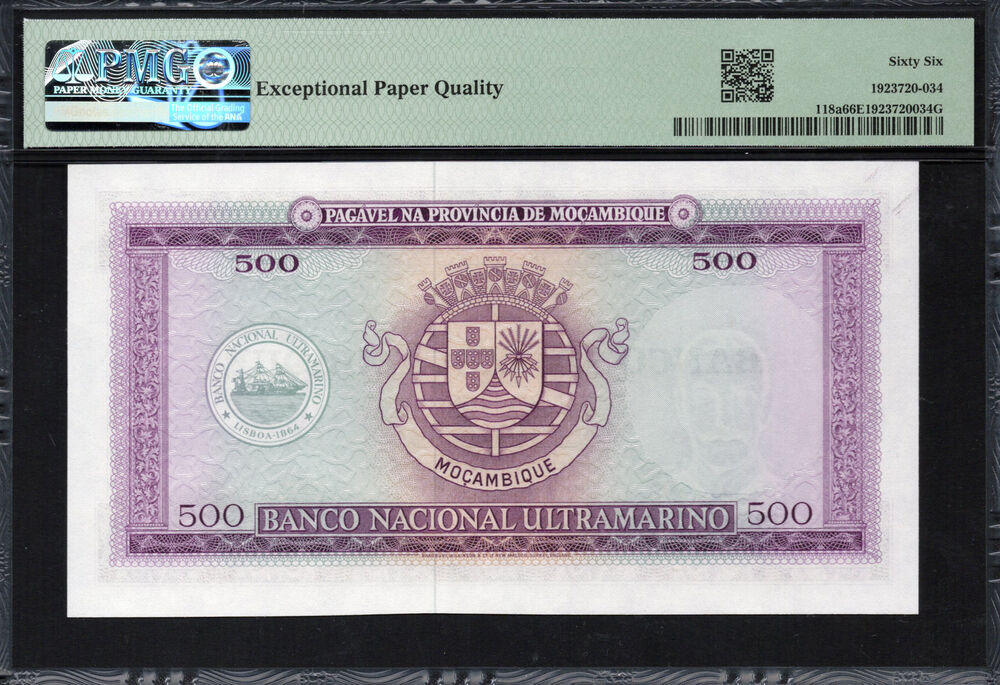 PMG
PAPER MONEY GUARANTY
The Official Grading
Service of the ANA
Exceptional Paper Quality
Sixty Six
1923720-034
118a66E1923720034G
PAGÁVEL NA PROVINCIA DE MOÇAMBIQUE
500
500
BANCO NACIONAL ULTRAMARINO
LISBOA-1864
MOÇAMBIQUE
500
BANCO NACIONAL ULTRAMARINO
500